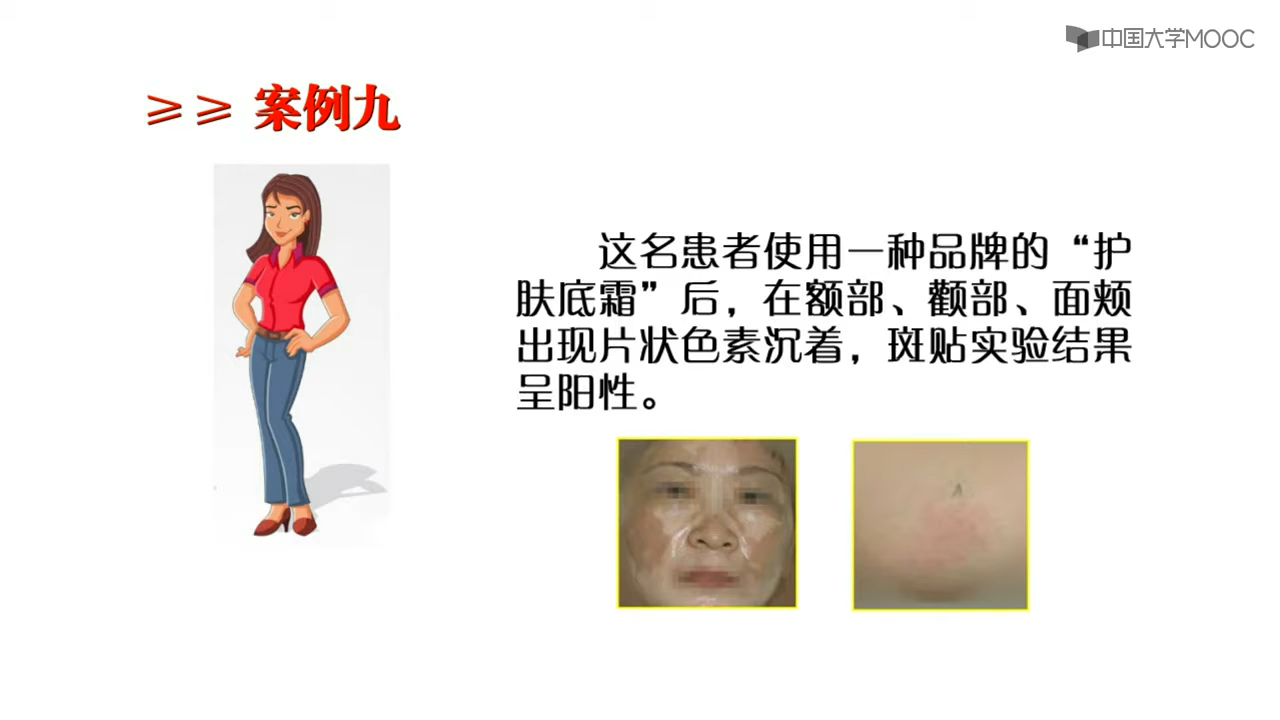 中国大学MOOC
≥≥ 案例九
这名患者使用一种品牌的“护
肤底霜”后，在额部、颧部、面颊
出现片状色素沉着，斑贴实验结果
呈阳性。